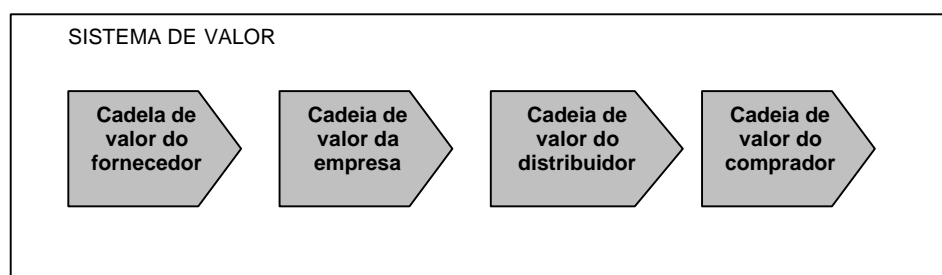 SISTEMA DE VALOR
Cadela de
valor do
fornecedor
Cadeia de
valor da
empresa
Cadeia de
valor do
distribuidor
Cadeia de
valor do
comprador